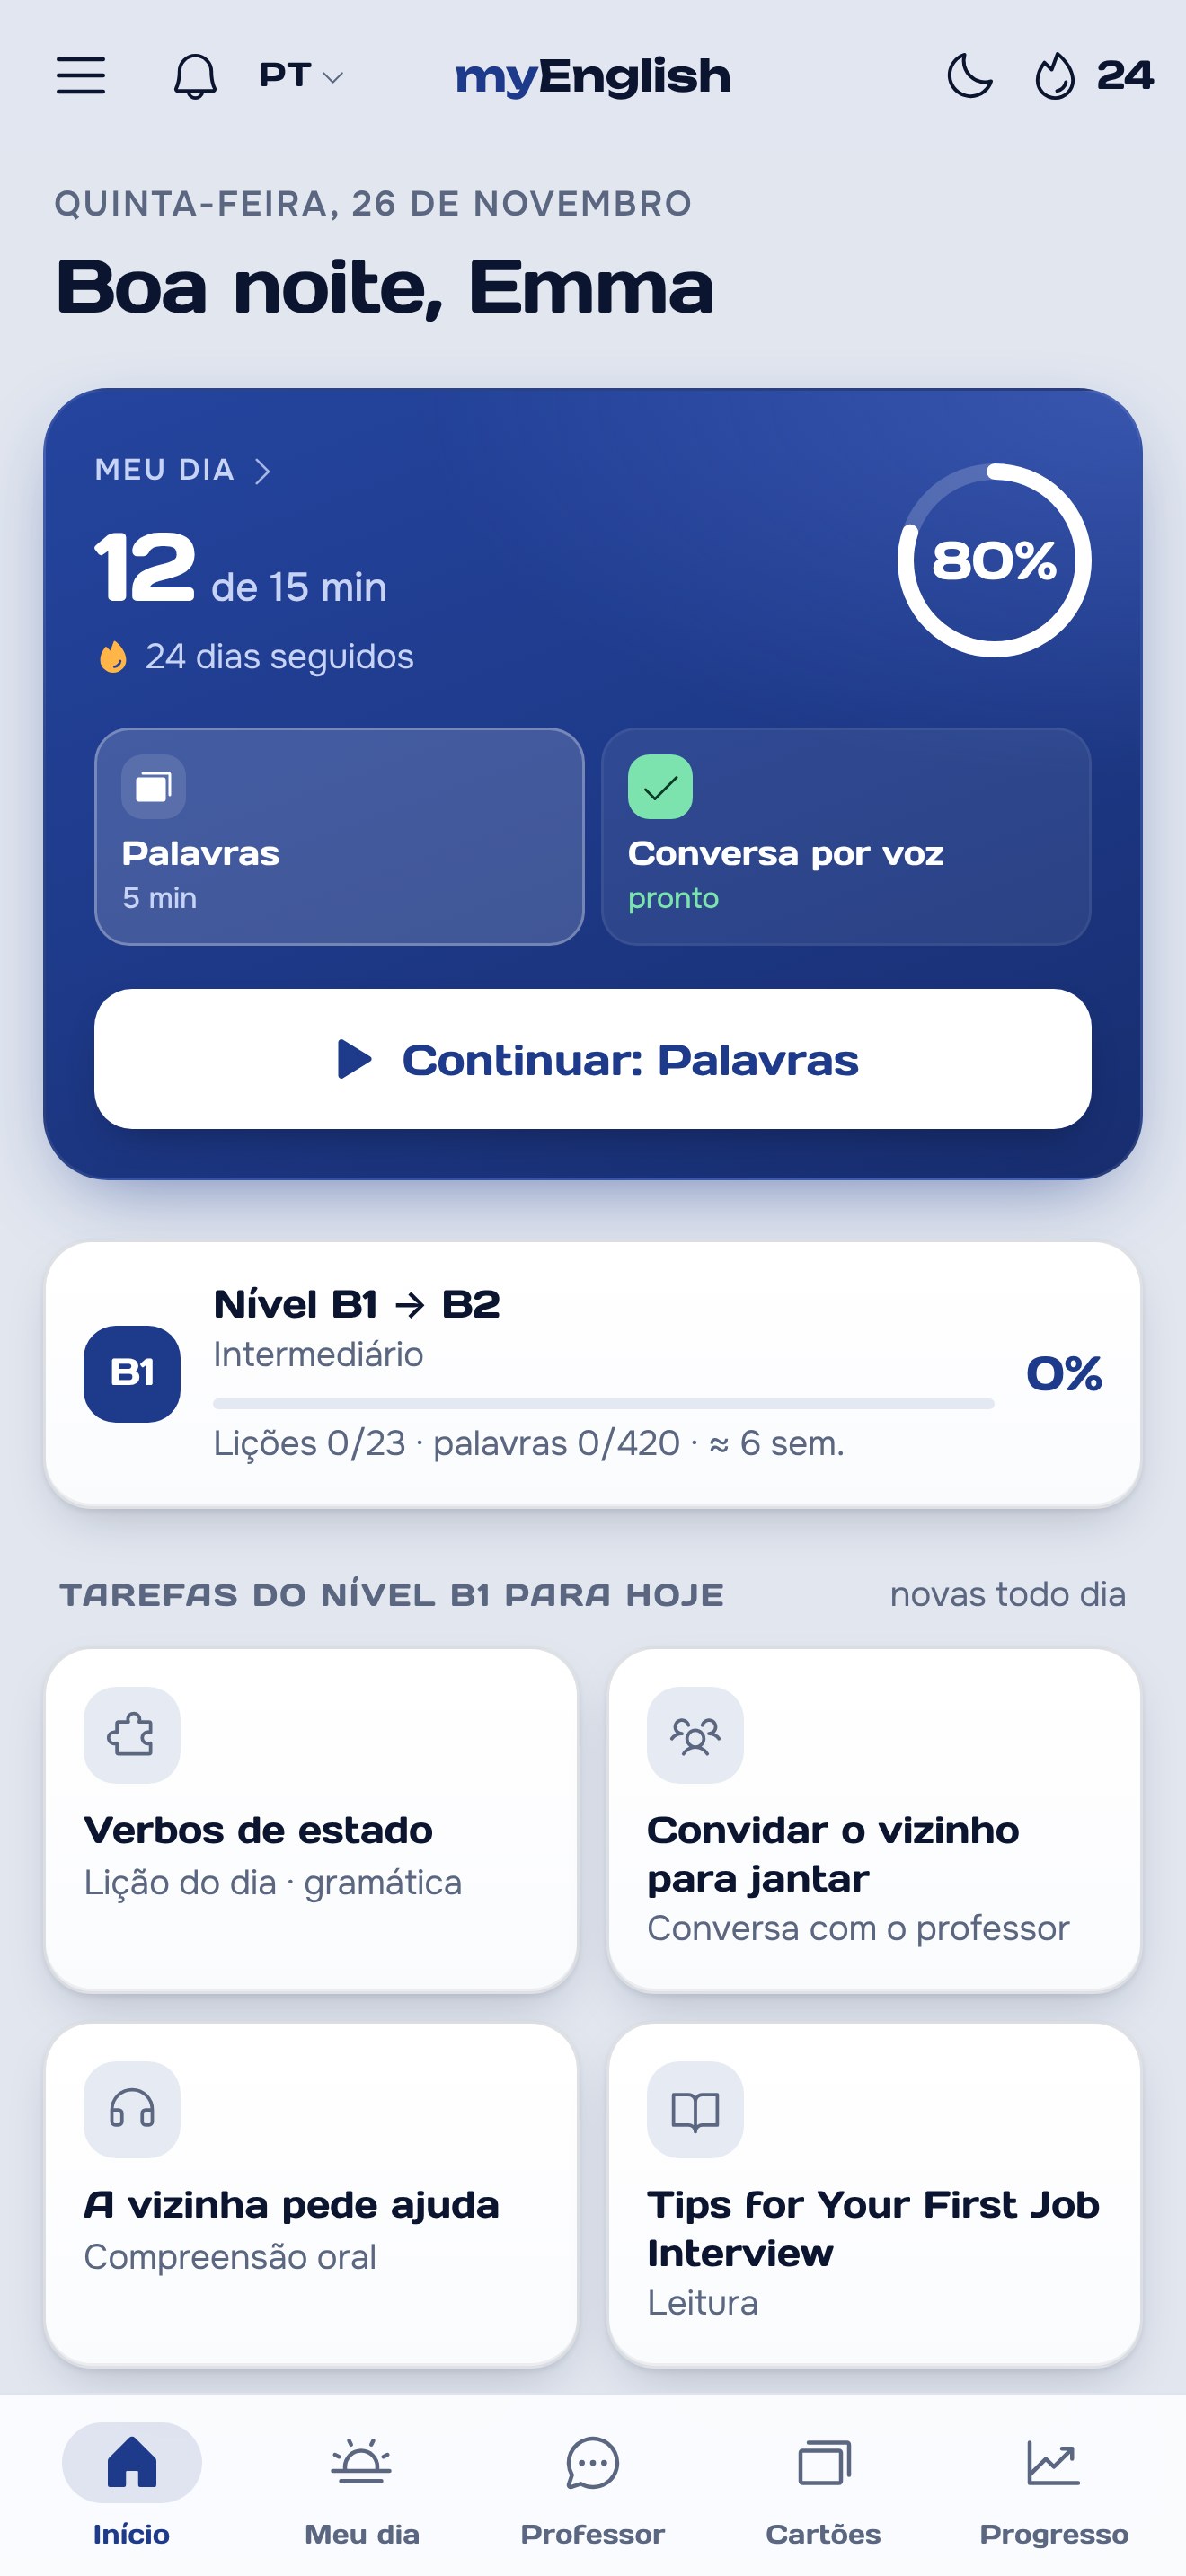 PT
myEnglish
24
QUINTA-FEIRA, 26 DE NOVEMBRO
Boa noite, Emma
MEU DIA
12 de 15 min
80%
24 dias seguidos
Palavras
5 min
Conversa por voz
pronto
Continuar: Palavras
Nível B1 → B2
B1
Intermediário
0%
Lições 0/23 · palavras 0/420 · ≈ 6 sem.
TAREFAS DO NÍVEL B1 PARA HOJE
novas todo dia
Verbos de estado
Lição do dia · gramática
Convidar o vizinho
para jantar
Conversa com o professor
A vizinha pede ajuda
Compreensão oral
Tips for Your First Job
Interview
Leitura
Início
Meu dia
Professor
Cartões
Progresso